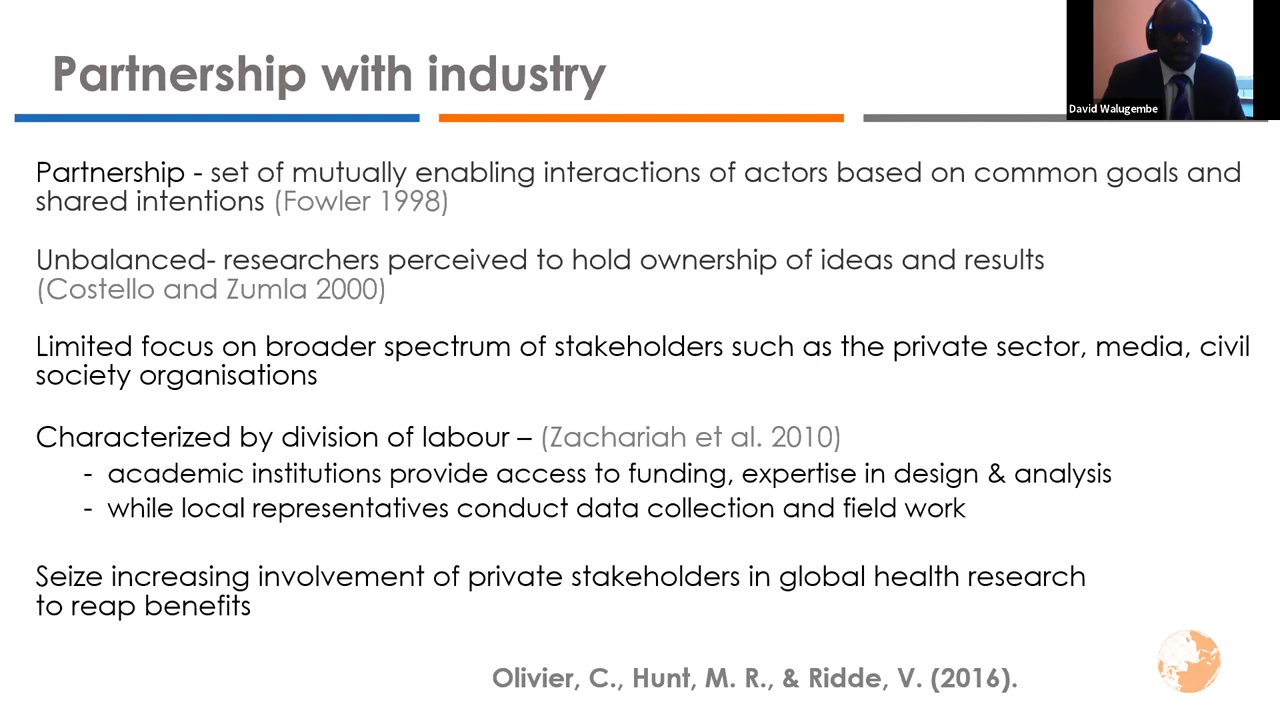 Partnership with industry
David Walugembe
Partnership - set of mutually enabling interactions of actors based on common goals and
shared intentions (Fowler 1998)
Unbalanced- researchers perceived to hold ownership of ideas and results
(Costello and Zumla 2000)
Limited focus on broader spectrum of stakeholders such as the private sector, media, civil
society organisations
Characterized by division of labour – (Zachariah et al. 2010)
- academic institutions provide access to funding, expertise in design & analysis
- while local representatives conduct data collection and field work
Seize increasing involvement of private stakeholders in global health research
to reap benefits
Olivier, C., Hunt, M. R., & Ridde, V. (2016).